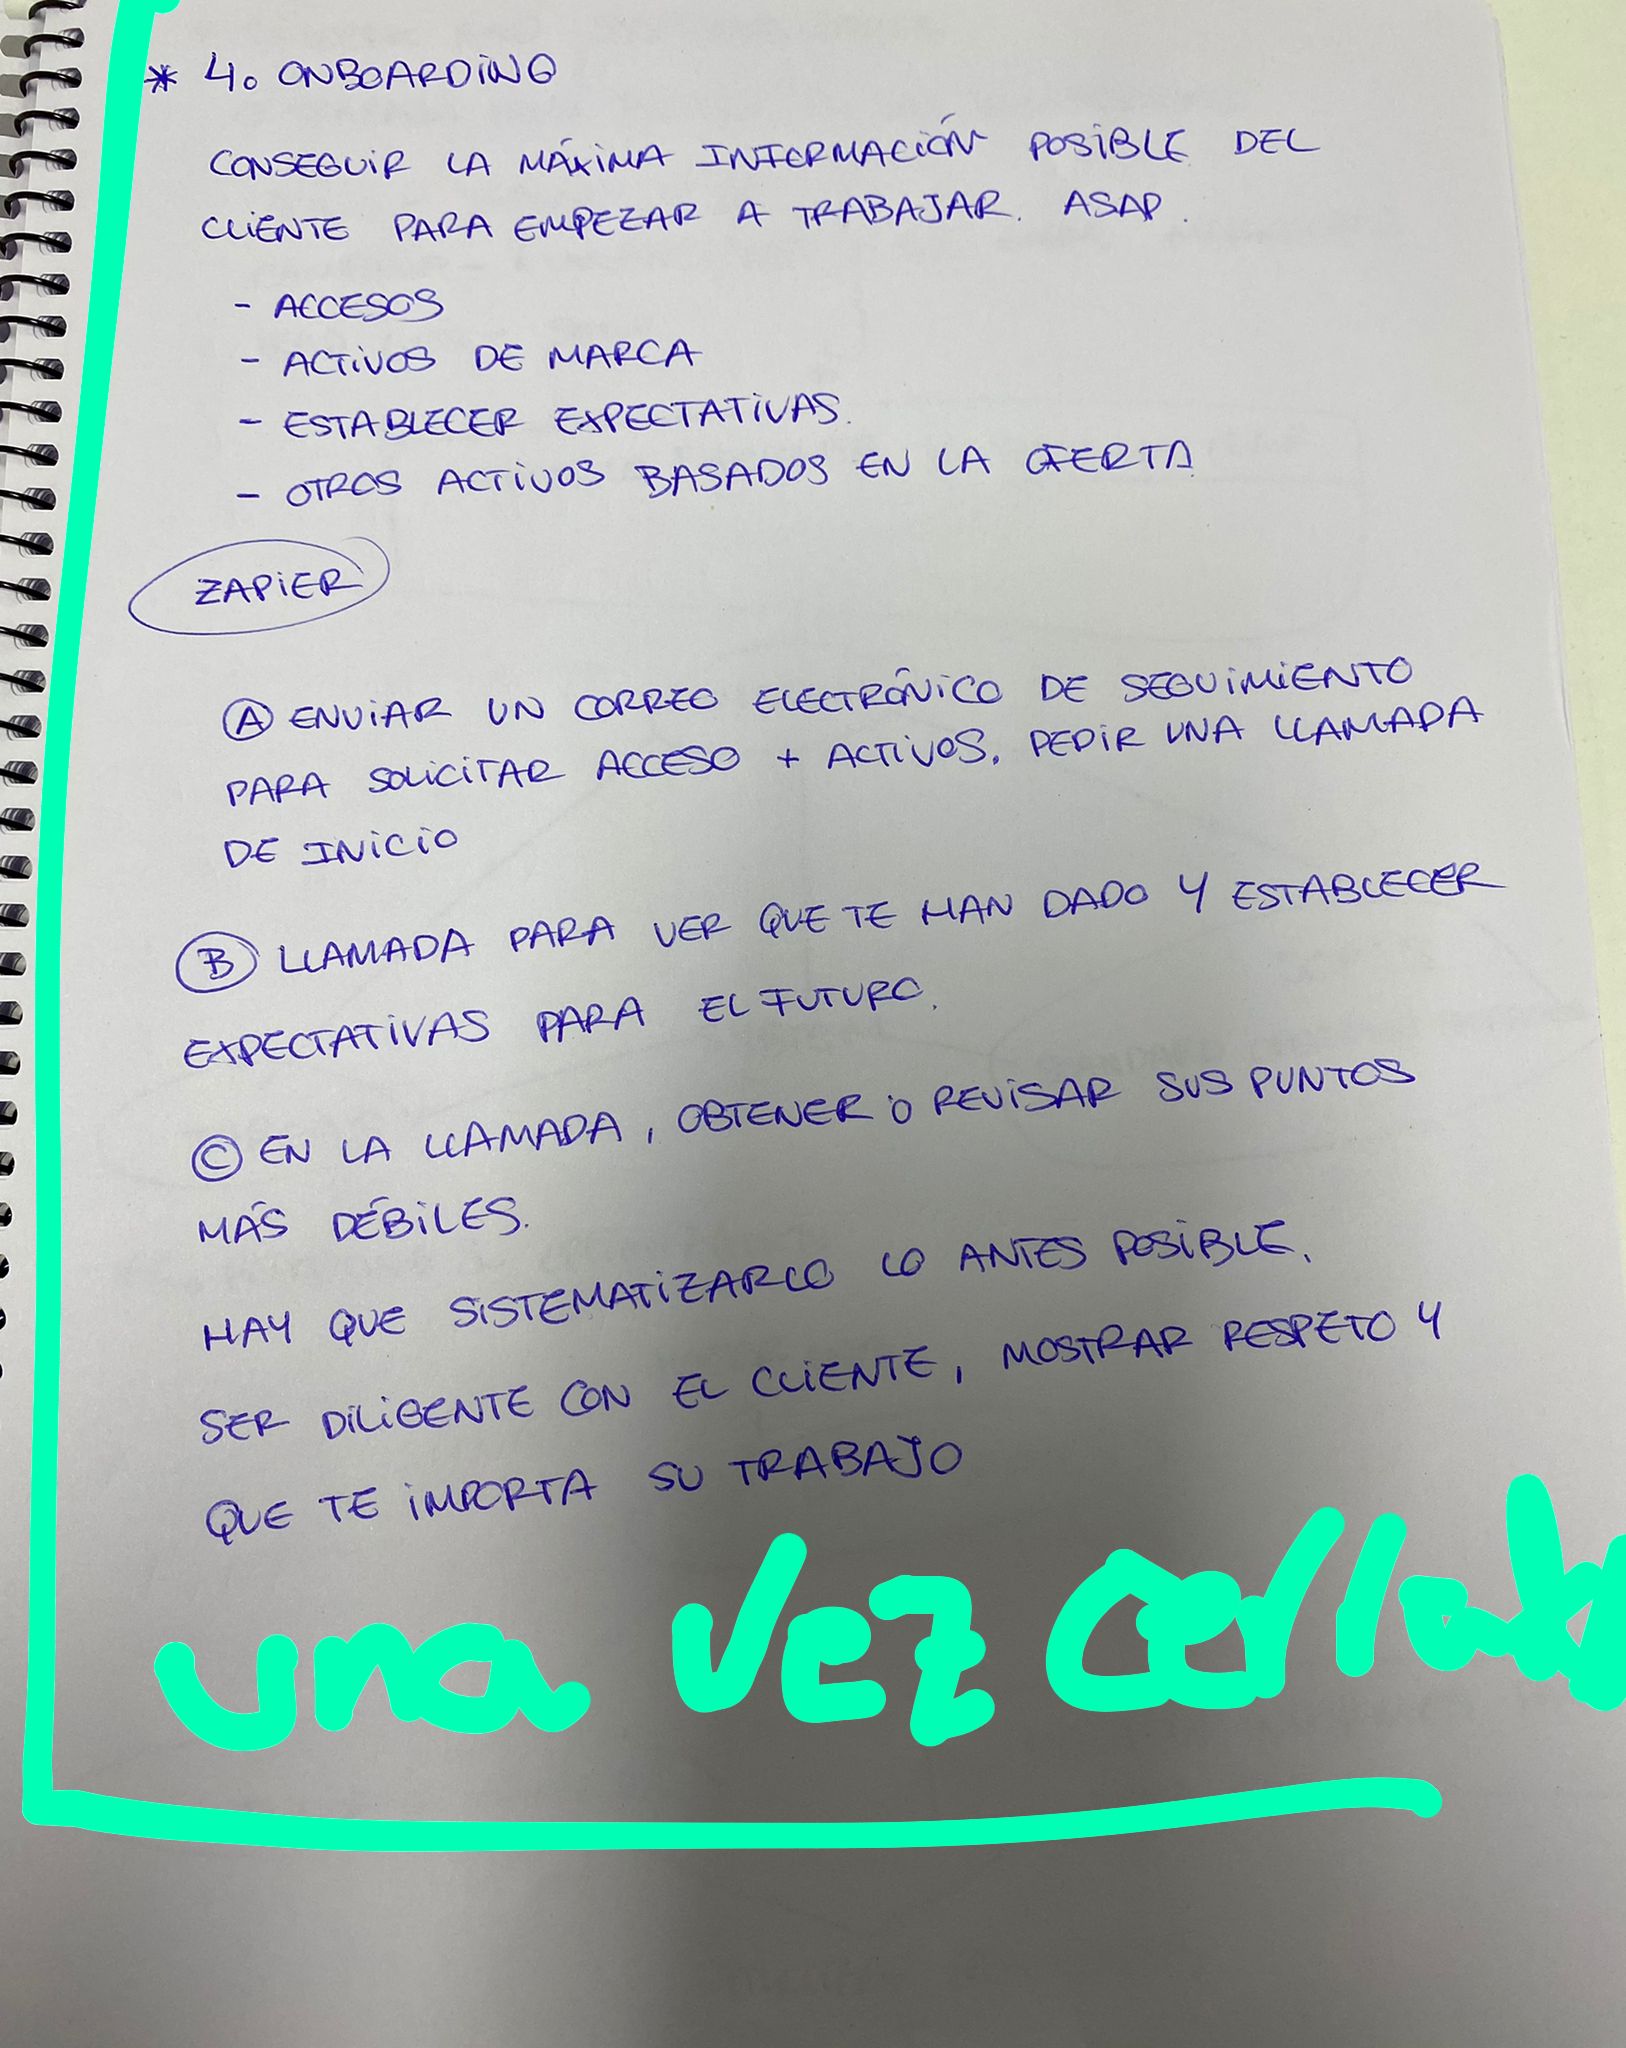 * 4. ONBOARDING
CONSEGUIR LA MÁXIMA INFORMACIÓN POSIBLE DEL
CLIENTE PARA EMPEZAR A TRABAJAR. ASAP.
- ACCESOS
- ACTIVOS DE MARCA
- ESTABLECER EXPECTATIVAS.
- OTROS ACTIVOS BASADOS EN LA OFERTA
ZAPIER
A ENVIAR UN CORREO ELECTRÓNICO DE SEGUIMIENTO
PARA SOLICITAR ACCESO + ACTIVOS, PEDIR UNA LLAMADA
DE INICIO
B LLAMADA PARA VER QUE TE HAN DADO Y ESTABLECER
EXPECTATIVAS PARA EL FUTURO.
C EN LA LLAMADA, OBTENER O REVISAR SUS PUNTOS
MÁS DÉBILES.
HAY QUE SISTEMATIZARLO LO ANTES POSIBLE,
SER DILIGENTE CON EL CLIENTE, MOSTRAR RESPETO Y
QUE TE IMPORTA SU TRABAJO
una vez